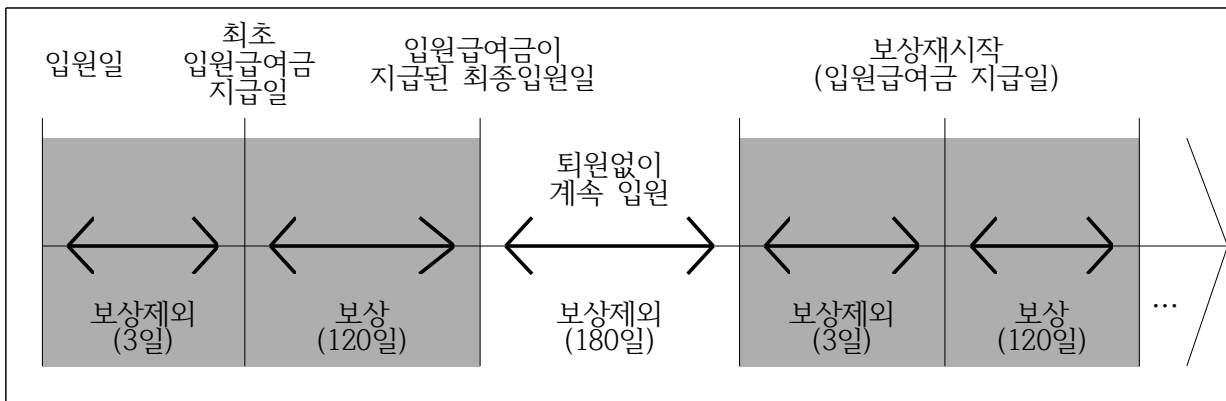 입원일
최초
입원급여금
지급일
입원급여금이
지급된 최종입원일
보상재시작
(입원급여금 지급일)
퇴원없이
계속 입원
보상제외
(3일)
보상
(120일)
보상제외
(180일)
보상제외
(3일)
보상
(120일)
...